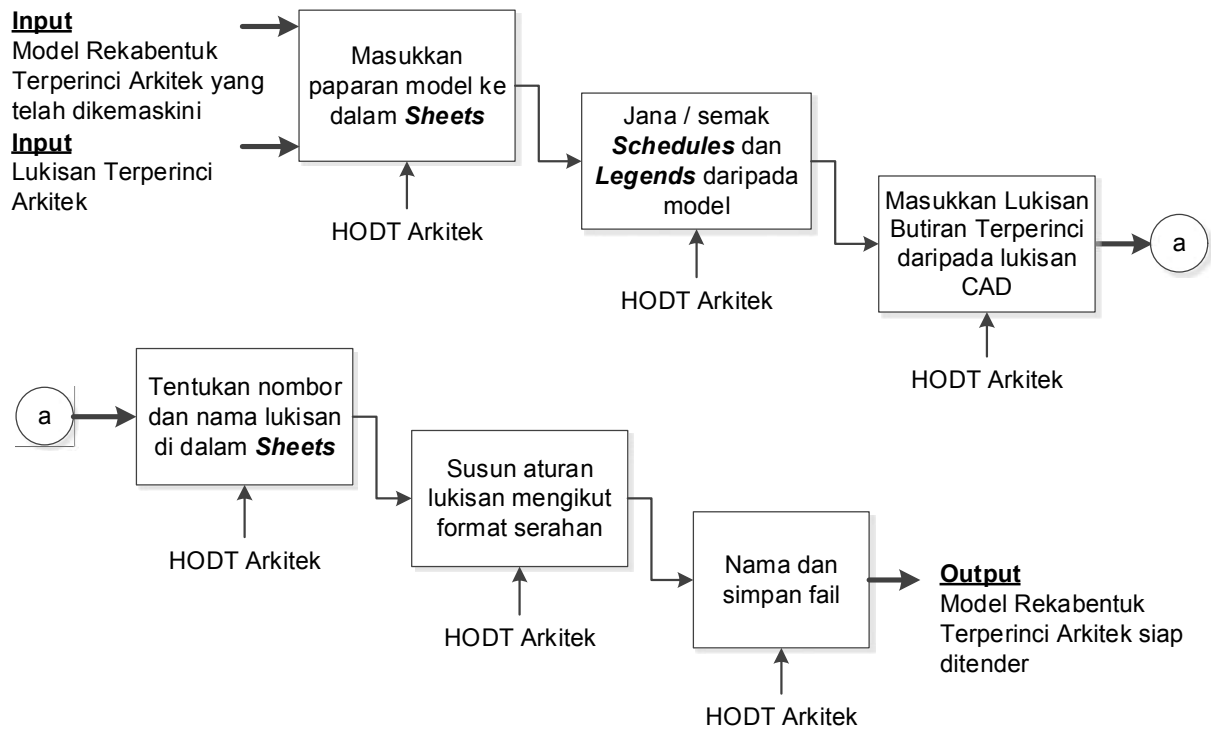 Input
Model Rekabentuk
Terperinci Arkitek yang
telah dikemaskini
Input
Lukisan Terperinci
Arkitek
Masukkan
paparan model ke
dalam Sheets
HODT Arkitek
Jana / semak
Schedules dan
Legends daripada
model
HODT Arkitek
Masukkan Lukisan
Butiran Terperinci
daripada lukisan
CAD
HODT Arkitek
a
a
Tentukan nombor
dan nama lukisan
di dalam Sheets
HODT Arkitek
Susun aturan
lukisan mengikut
format serahan
HODT Arkitek
Nama dan
simpan fail
HODT Arkitek
Output
Model Rekabentuk
Terperinci Arkitek siap
ditender